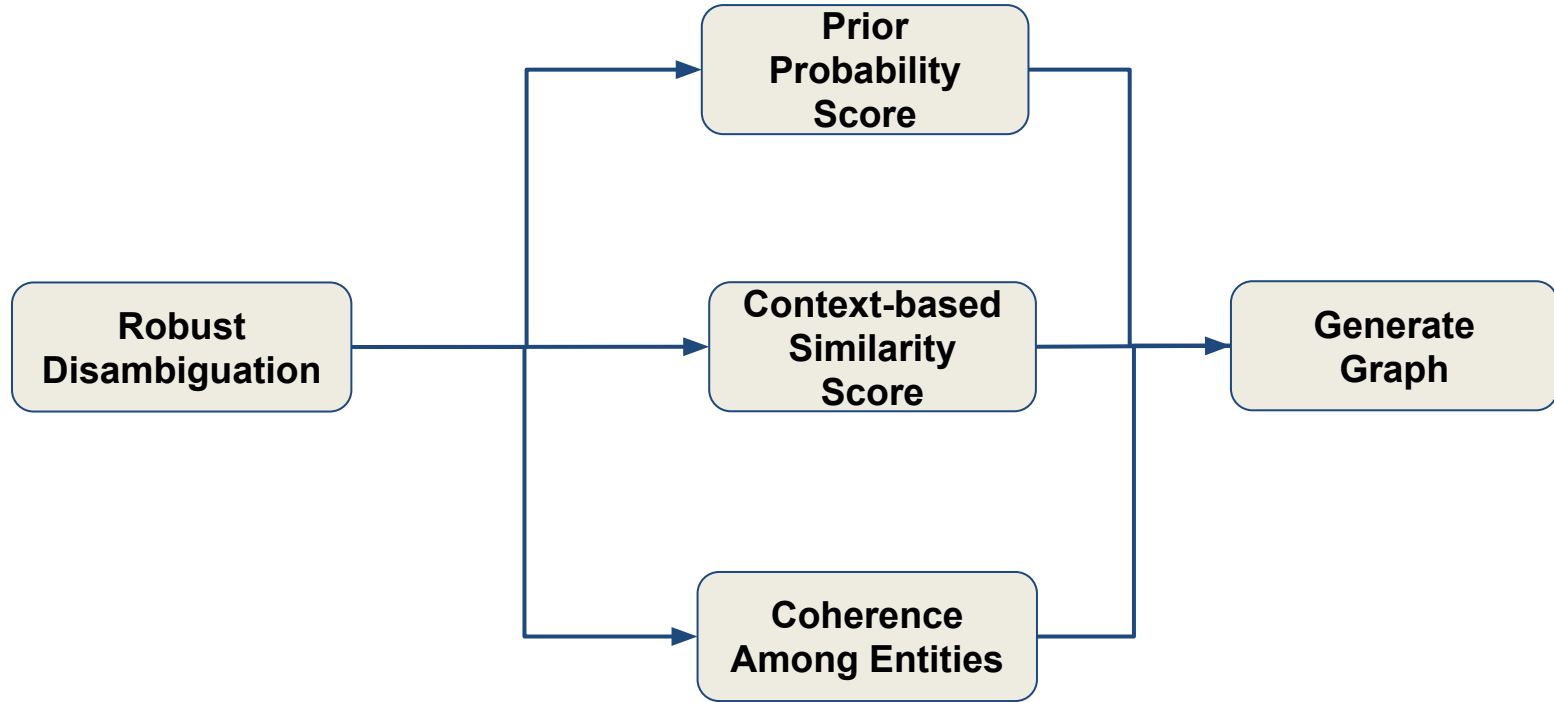 Prior
Probability
Score
Robust
Disambiguation
Context-based
Similarity
Score
Generate
Graph
Coherence
Among Entities